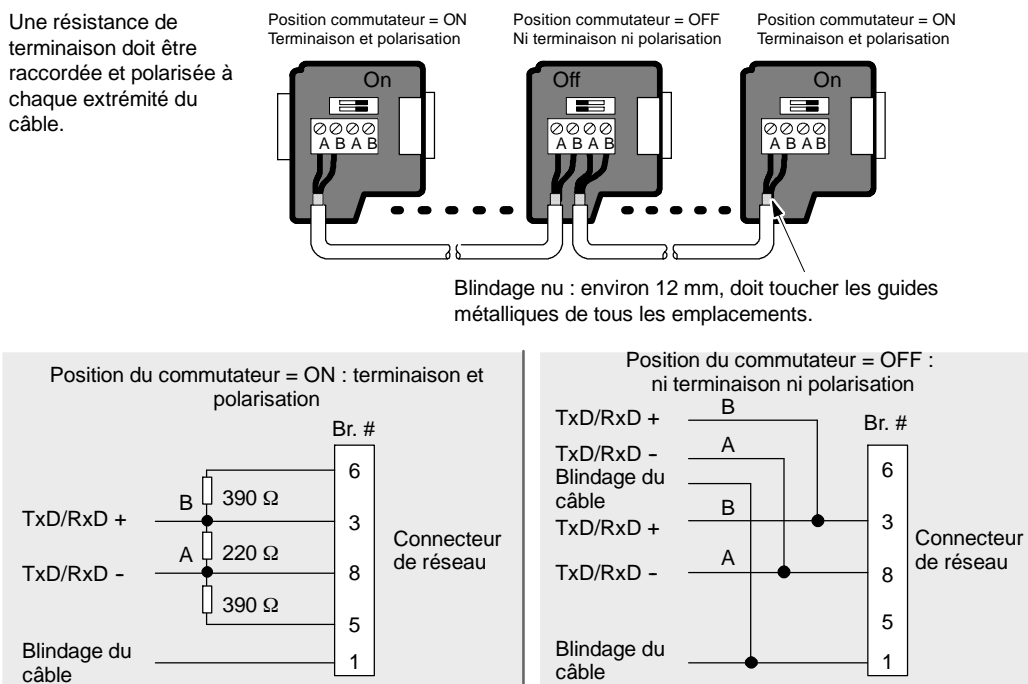 Une résistance de
terminaison doit être
raccordée et polarisée à
chaque extrémité du
câble.
Position commutateur = ON
Terminaison et polarisation
Position commutateur = OFF
Ni terminaison ni polarisation
Position commutateur = ON
Terminaison et polarisation
On
A B A B
Off
A B A B
On
A B A B
Blindage nu : environ 12 mm, doit toucher les guides
métalliques de tous les emplacements.
Position du commutateur = ON : terminaison et
polarisation
Br. #
6
390 Ω
B
TxD/RxD +
3
220 Ω
A
TxD/RxD -
8
390 Ω
5
Connecteur
de réseau
Blindage du
câble
1
Position du commutateur = OFF :
ni terminaison ni polarisation
Br. #
TxD/RxD +
B
TxD/RxD -
A
Blindage du
câble
6
TxD/RxD +
B
3
TxD/RxD -
A
8
Connecteur
de réseau
5
Blindage du
câble
1